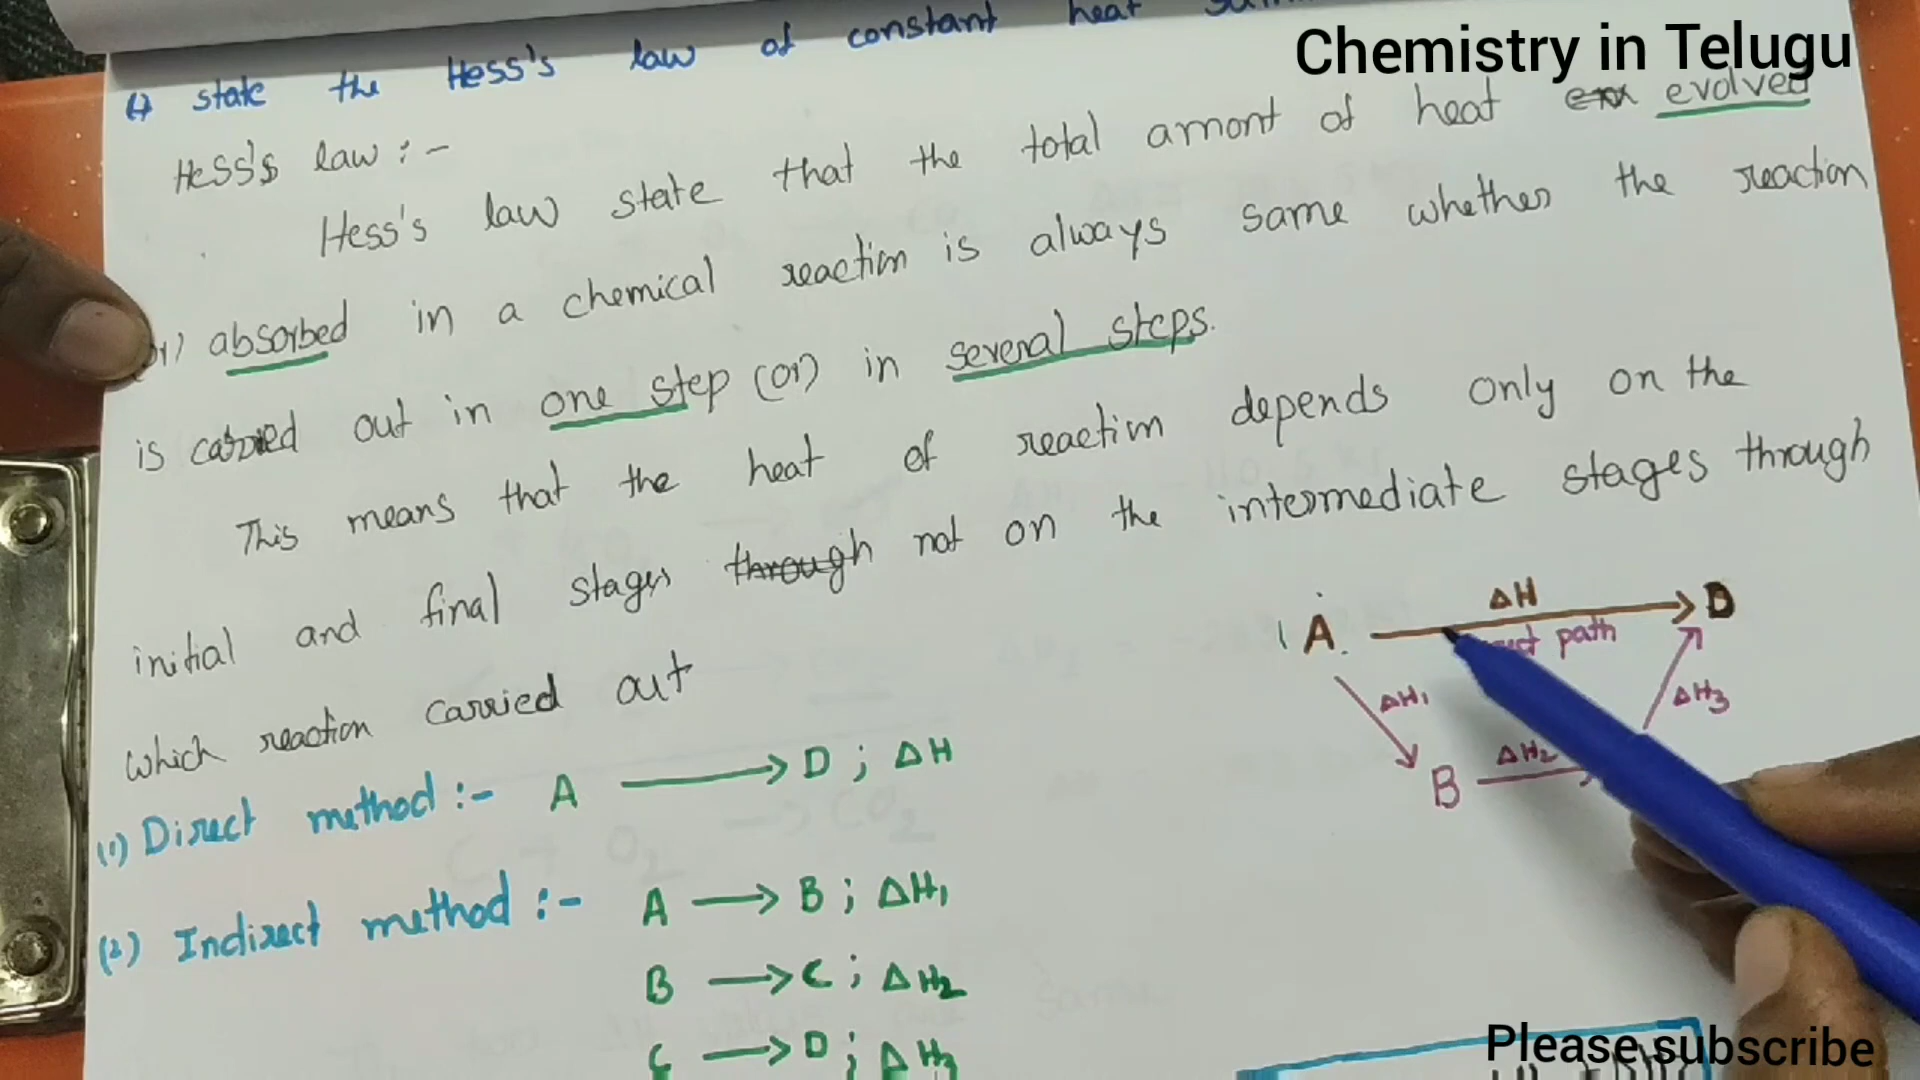 Chemistry in Telugu
1) state the Hess's law of constant heat
Hess's law :-
Hess's law state that the total amont of heat evolved
(or) absorbed in a chemical reaction is always same whether the reaction
is carried out in one step (or) in several steps.
This means that the heat of reaction depends only on the
initial and final stages through not on the intermediate stages through
which reaction carried out
(1) Direct method :- A → D ; ΔH
(2) Indirect method :- A → B ; ΔH₁
B → C ; ΔH₂
C → D ; ΔH₃
A ΔH → D
path
ΔH₁
ΔH₃
B ΔH₂ →
Please subscribe